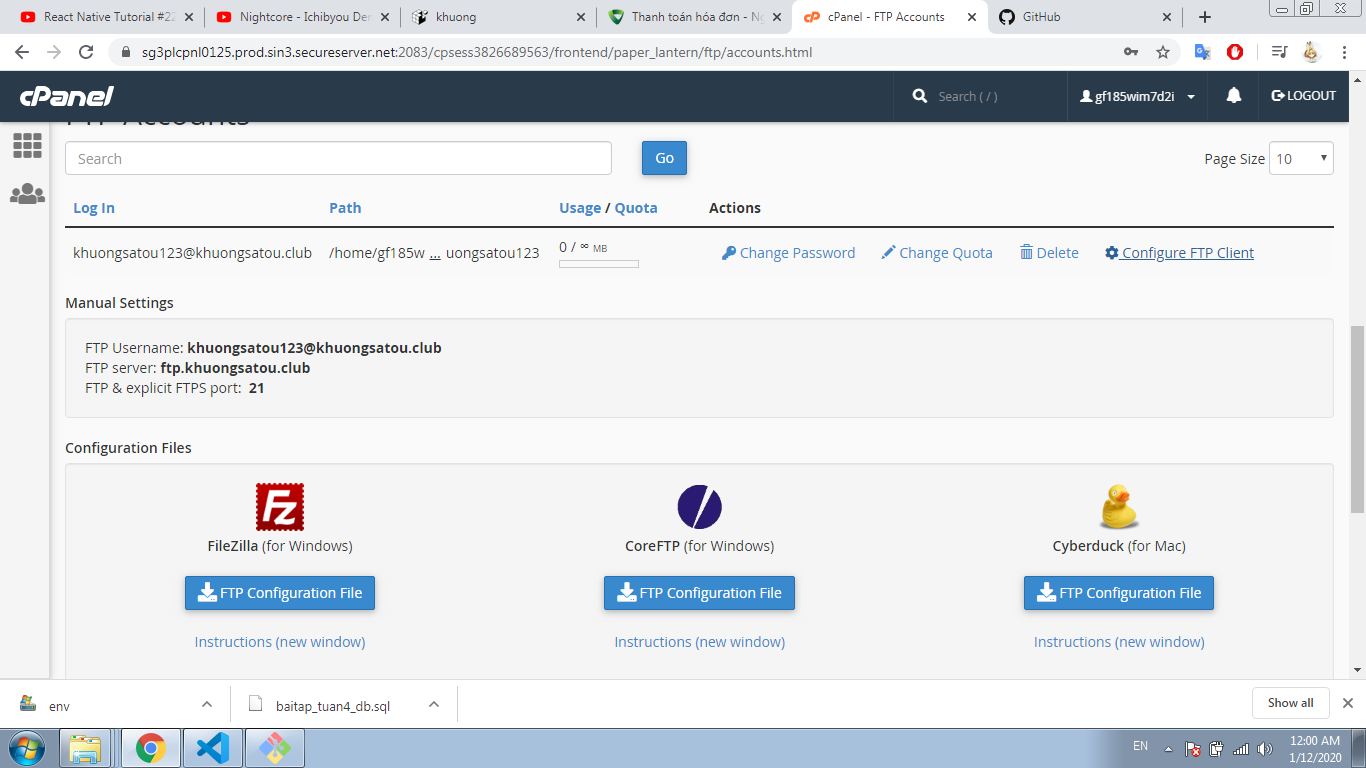 React Native Tutorial #22
Nightcore - Ichibyou Der
khuong
Thanh toán hóa đơn - Ng
cPanel - FTP Accounts
GitHub
sg3plcpnl0125.prod.sin3.secureserver.net:2083/cpsess3826689563/frontend/paper_lantern/ftp/accounts.html
cPanel
Search ( / )
gf185wim7d2i
LOGOUT
FTP Accounts
Search
Go
Page Size 10
Log In Path Usage / Quota Actions
khuongsatou123@khuongsatou.club /home/gf185w ... uongsatou123 0 / ∞ MB Change Password Change Quota Delete Configure FTP Client
Manual Settings
FTP Username: khuongsatou123@khuongsatou.club
FTP server: ftp.khuongsatou.club
FTP & explicit FTPS port: 21
Configuration Files
FileZilla (for Windows) CoreFTP (for Windows) Cyberduck (for Mac)
FTP Configuration File FTP Configuration File FTP Configuration File
Instructions (new window) Instructions (new window) Instructions (new window)
env
baitap_tuan4_db.sql
Show all
EN
12:00 AM
1/12/2020